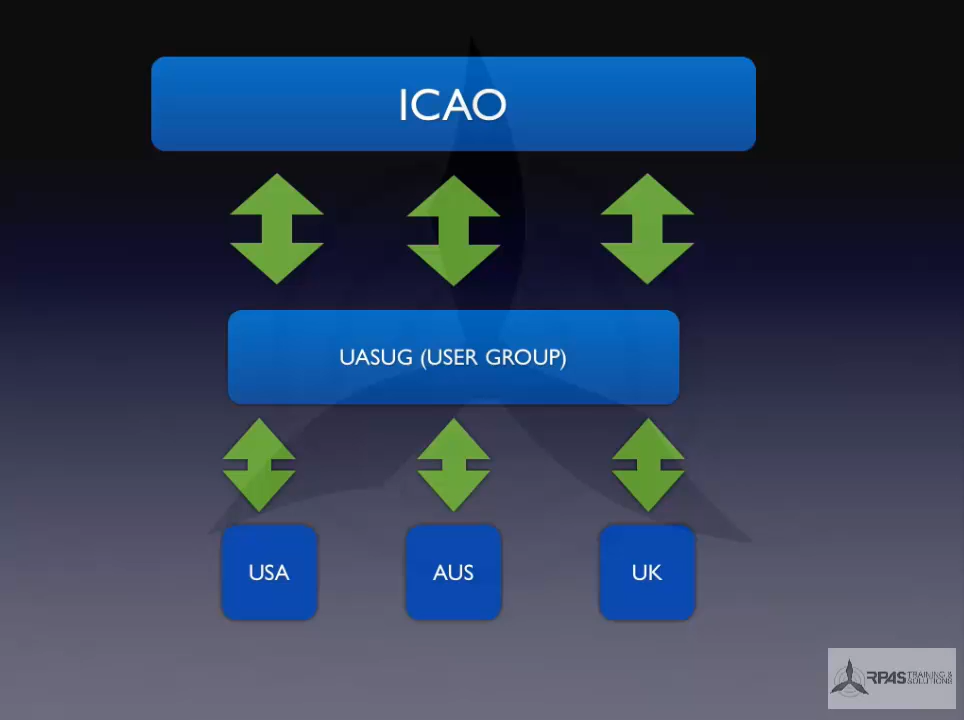 ICAO
UASUG (USER GROUP)
USA
AUS
UK
RPAS TRAINING &
SOLUTIONS